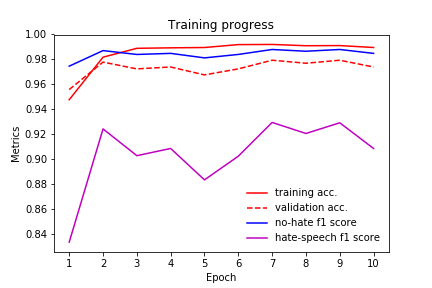 Training progress
1.00
0.98
0.96
0.94
0.92
0.90
0.88
0.86
0.84
Metrics
training acc.
validation acc.
no-hate f1 score
hate-speech f1 score
1 2 3 4 5 6 7 8 9 10
Epoch